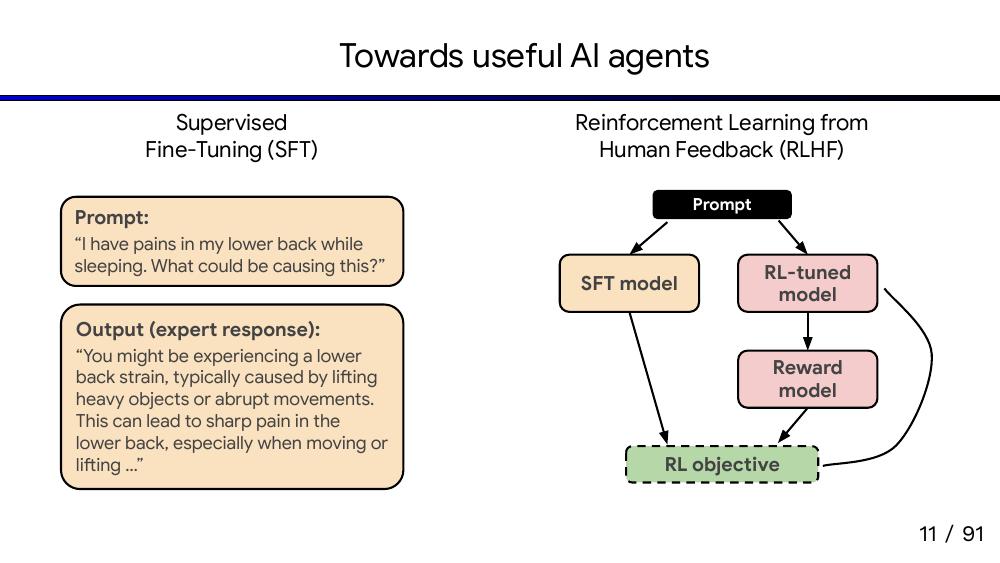 Towards useful AI agents
Supervised
Fine-Tuning (SFT)
Prompt:
“I have pains in my lower back while
sleeping. What could be causing this?”
Output (expert response):
“You might be experiencing a lower
back strain, typically caused by lifting
heavy objects or abrupt movements.
This can lead to sharp pain in the
lower back, especially when moving or
lifting ...”
Reinforcement Learning from
Human Feedback (RLHF)
Prompt
SFT model
RL-tuned
model
Reward
model
RL objective
11 / 91